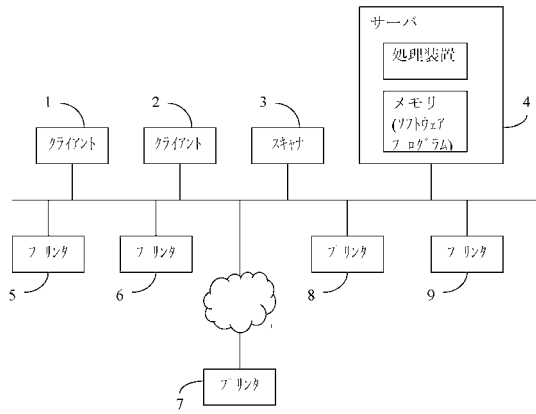 サーバ
処理装置
メモリ
(ソフトウェア
プログラム)
4
1
2
3
クライアント
クライアント
スキャナ
プリンタ
プリンタ
プリンタ
プリンタ
5
6
8
9
プリンタ
7